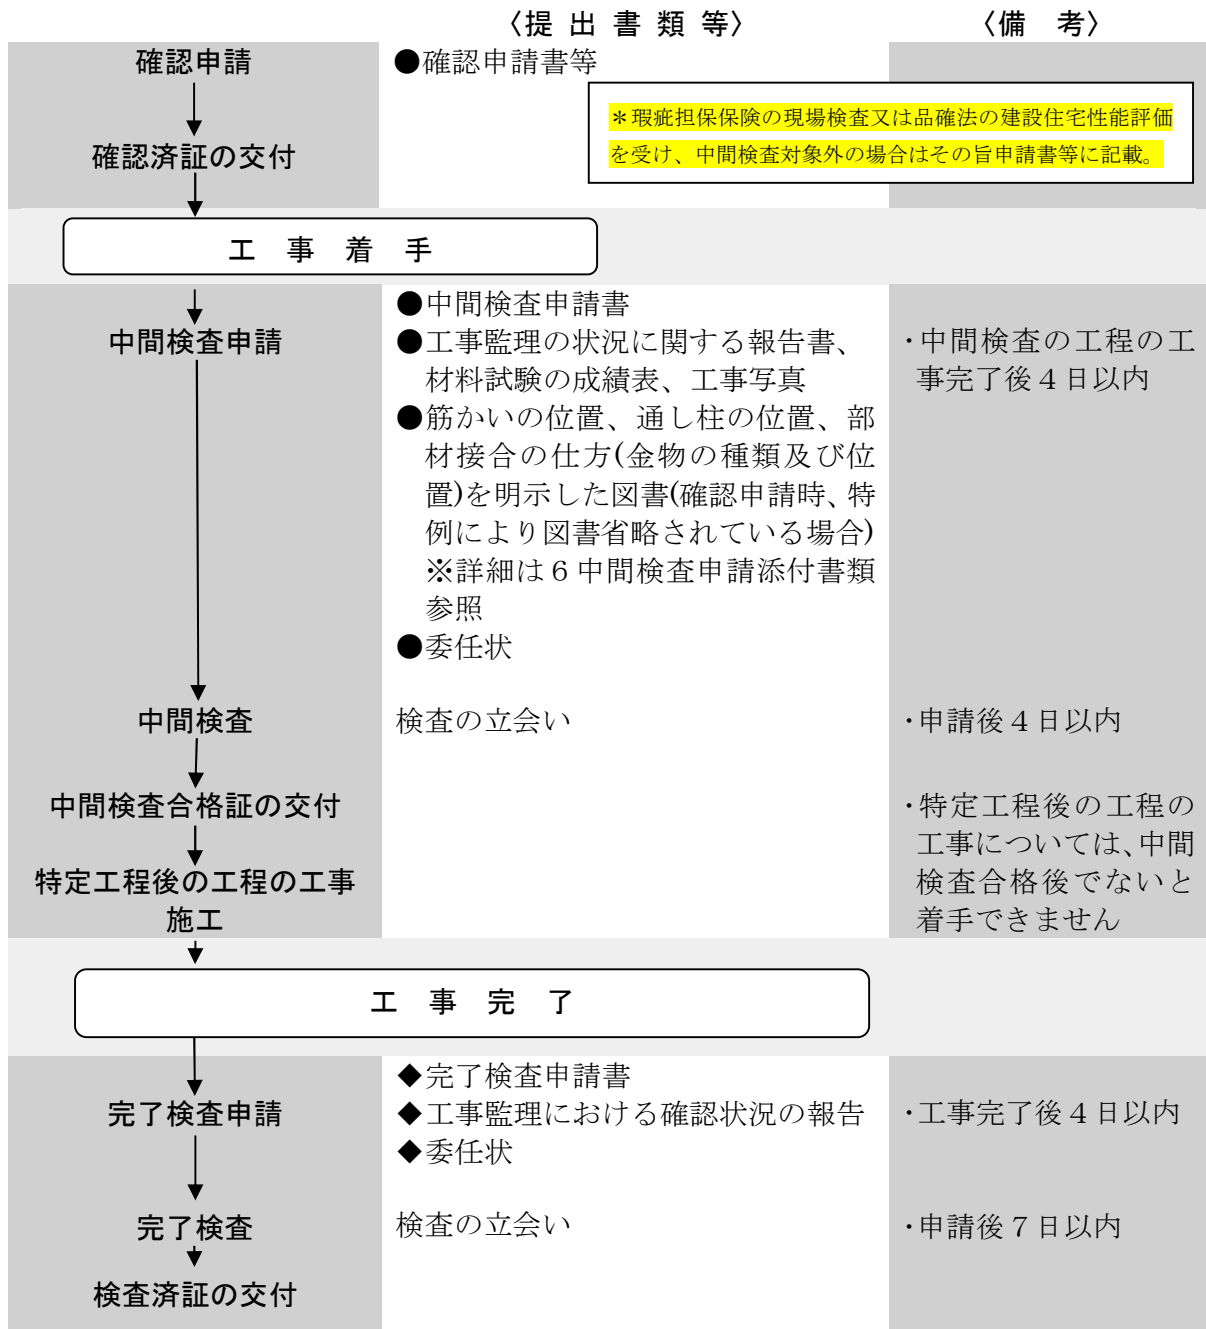 〈提 出 書 類 等〉
〈備　考〉
確認申請
●確認申請書等
＊瑕疵担保保険の現場検査又は品確法の建設住宅性能評価
を受け、中間検査対象外の場合はその旨申請書等に記載。
確認済証の交付
工　事　着　手
中間検査申請
●中間検査申請書
●工事監理の状況に関する報告書、
材料試験の成績表、工事写真
●筋かいの位置、通し柱の位置、部
材接合の仕方(金物の種類及び位
置)を明示した図書(確認申請時、特
例により図書省略されている場合)
※詳細は６中間検査申請添付書類
参照
●委任状
・中間検査の工程の工
事完了後４日以内
中間検査
検査の立会い
・申請後４日以内
中間検査合格証の交付
・特定工程後の工程の
工事については、中間
検査合格後でないと
着手できません
特定工程後の工程の工事
施工
工　事　完　了
完了検査申請
◆完了検査申請書
◆工事監理における確認状況の報告
◆委任状
・工事完了後４日以内
完了検査
検査の立会い
・申請後７日以内
検査済証の交付